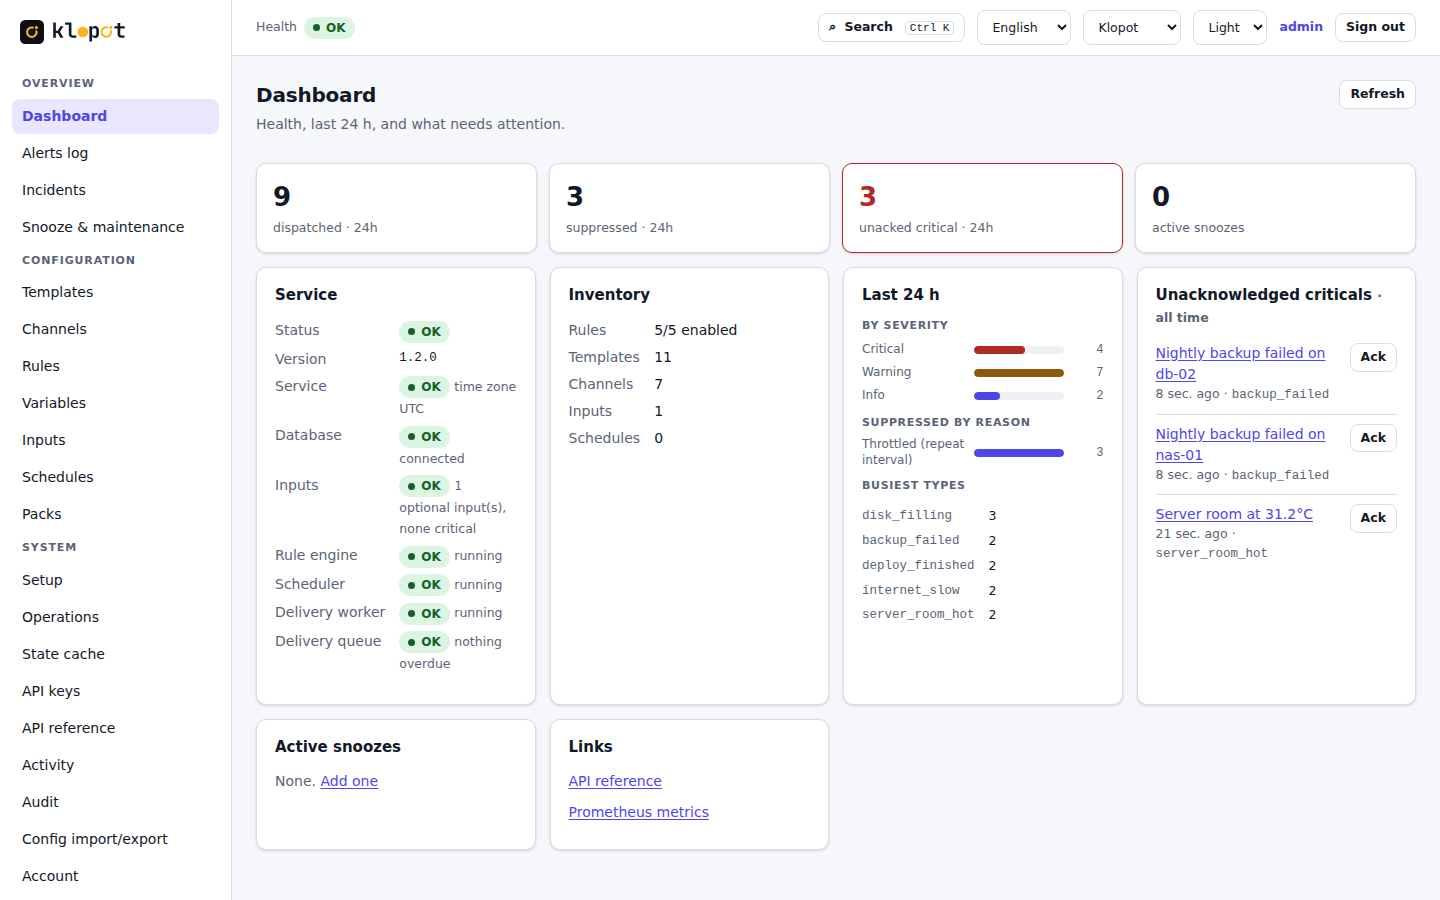 klopot
OVERVIEW
Dashboard
Alerts log
Incidents
Snooze & maintenance
CONFIGURATION
Templates
Channels
Rules
Variables
Inputs
Schedules
Packs
SYSTEM
Setup
Operations
State cache
API keys
API reference
Activity
Audit
Config import/export
Account
Health OK
Search Ctrl K
English
Klopot
Light
admin
Sign out
Dashboard
Refresh
Health, last 24 h, and what needs attention.
9
dispatched · 24h
3
suppressed · 24h
3
unacked critical · 24h
0
active snoozes
Service
Status OK
Version 1.2.0
Service OK time zone
UTC
Database OK
connected
Inputs OK 1
optional input(s),
none critical
Rule engine OK running
Scheduler OK running
Delivery worker OK running
Delivery queue OK nothing
overdue
Inventory
Rules 5/5 enabled
Templates 11
Channels 7
Inputs 1
Schedules 0
Last 24 h
BY SEVERITY
Critical 4
Warning 7
Info 2
SUPPRESSED BY REASON
Throttled (repeat
interval) 3
BUSIEST TYPES
disk_filling 3
backup_failed 2
deploy_finished 2
internet_slow 2
server_room_hot 2
Unacknowledged criticals ·
all time
Nightly backup failed on
db-02
Ack
8 sec. ago · backup_failed
Nightly backup failed on
nas-01
Ack
8 sec. ago · backup_failed
Server room at 31.2°C
Ack
21 sec. ago ·
server_room_hot
Active snoozes
None. Add one
Links
API reference
Prometheus metrics